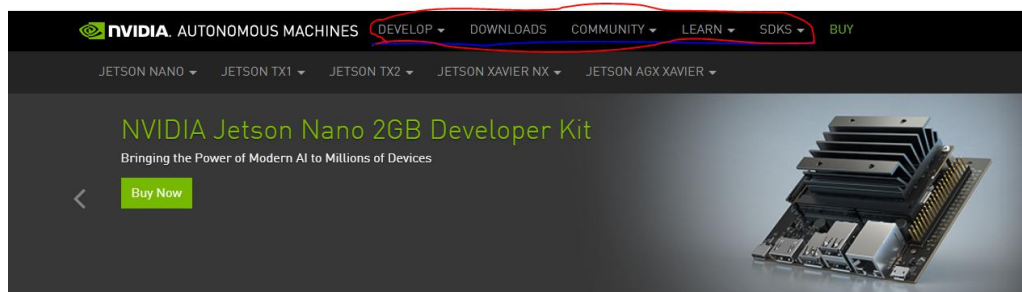 NVIDIA. AUTONOMOUS MACHINES DEVELOP DOWNLOADS COMMUNITY LEARN SDKS BUY
JETSON NANO JETSON TX1 JETSON TX2 JETSON XAVIER NX JETSON AGX XAVIER
NVIDIA Jetson Nano 2GB Developer Kit
Bringing the Power of Modern AI to Millions of Devices
Buy Now